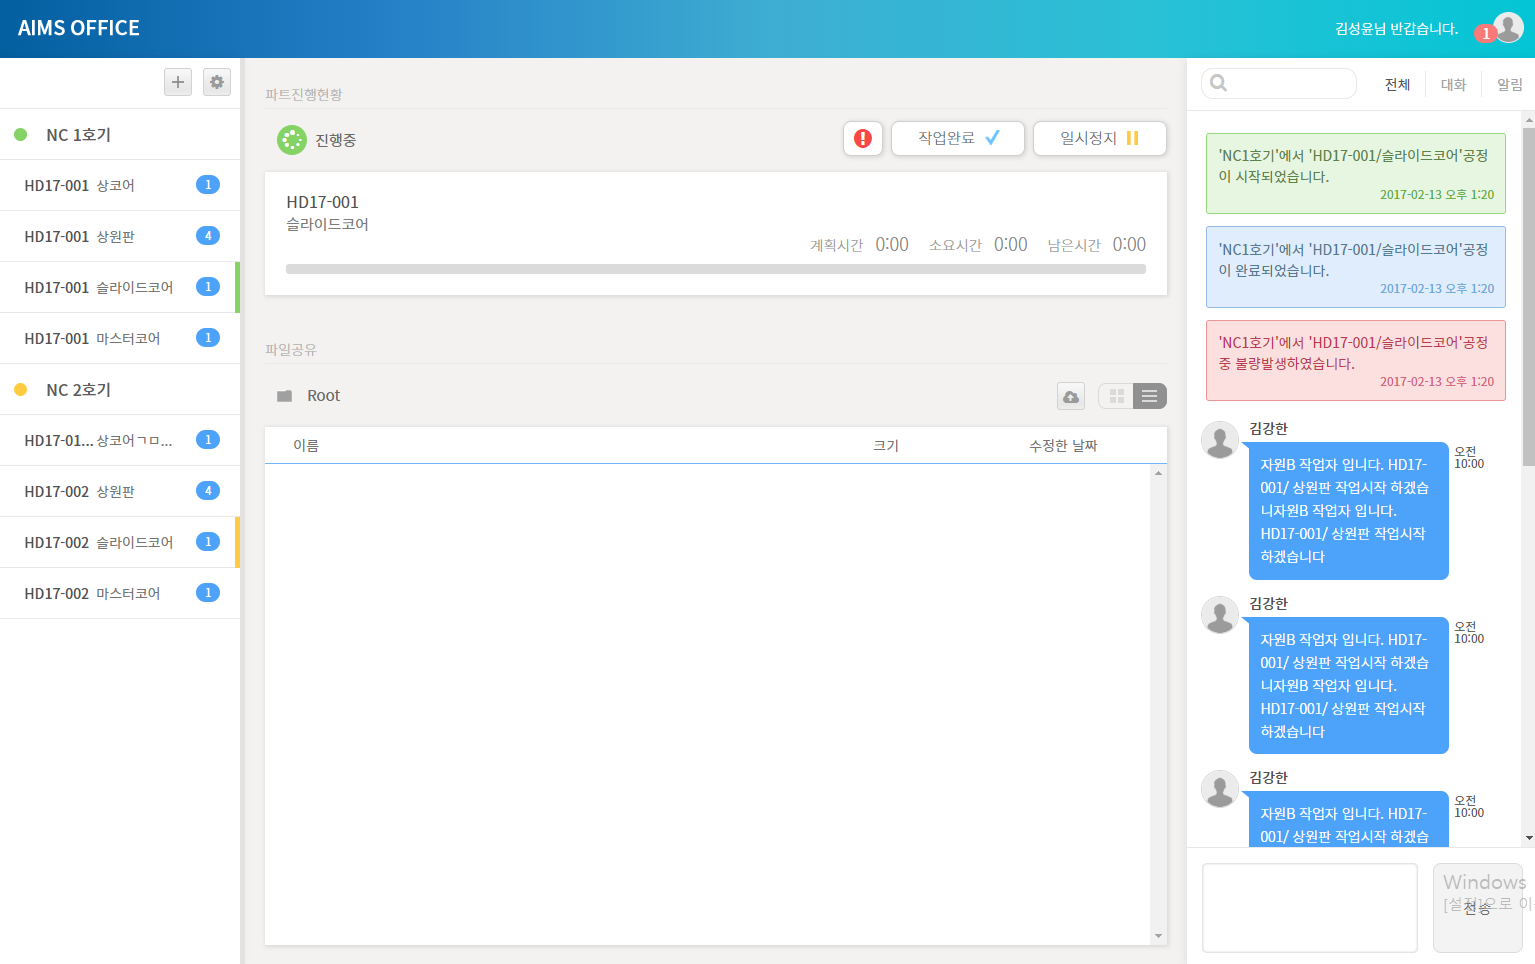 AIMS OFFICE
김성윤님 반갑습니다.
1
NC 1호기
HD17-001 상코어 1
HD17-001 상원판 4
HD17-001 슬라이드코어 1
HD17-001 마스터코어 1
NC 2호기
HD17-01... 상코어ㄱㅁ... 1
HD17-002 상원판 4
HD17-002 슬라이드코어 1
HD17-002 마스터코어 1
파트진행현황
진행중
작업완료
일시정지
HD17-001
슬라이드코어
계획시간 0:00 소요시간 0:00 남은시간 0:00
파일공유
Root
이름 크기 수정한 날짜
전체 대화 알림
'NC1호기'에서 'HD17-001/슬라이드코어'공정
이 시작되었습니다.
2017-02-13 오후 1:20
'NC1호기'에서 'HD17-001/슬라이드코어'공정
이 완료되었습니다.
2017-02-13 오후 1:20
'NC1호기'에서 'HD17-001/슬라이드코어'공정
중 불량발생하였습니다.
2017-02-13 오후 1:20
김강한
자원B 작업자 입니다. HD17-
001/ 상원판 작업시작 하겠습
니자원B 작업자 입니다.
HD17-001/ 상원판 작업시작
하겠습니다
오전
10:00
김강한
자원B 작업자 입니다. HD17-
001/ 상원판 작업시작 하겠습
니자원B 작업자 입니다.
HD17-001/ 상원판 작업시작
하겠습니다
오전
10:00
김강한
자원B 작업자 입니다. HD17-
001/ 상원판 작업시작 하겠습
오전
10:00
Windows
[설정]으로 이
전송